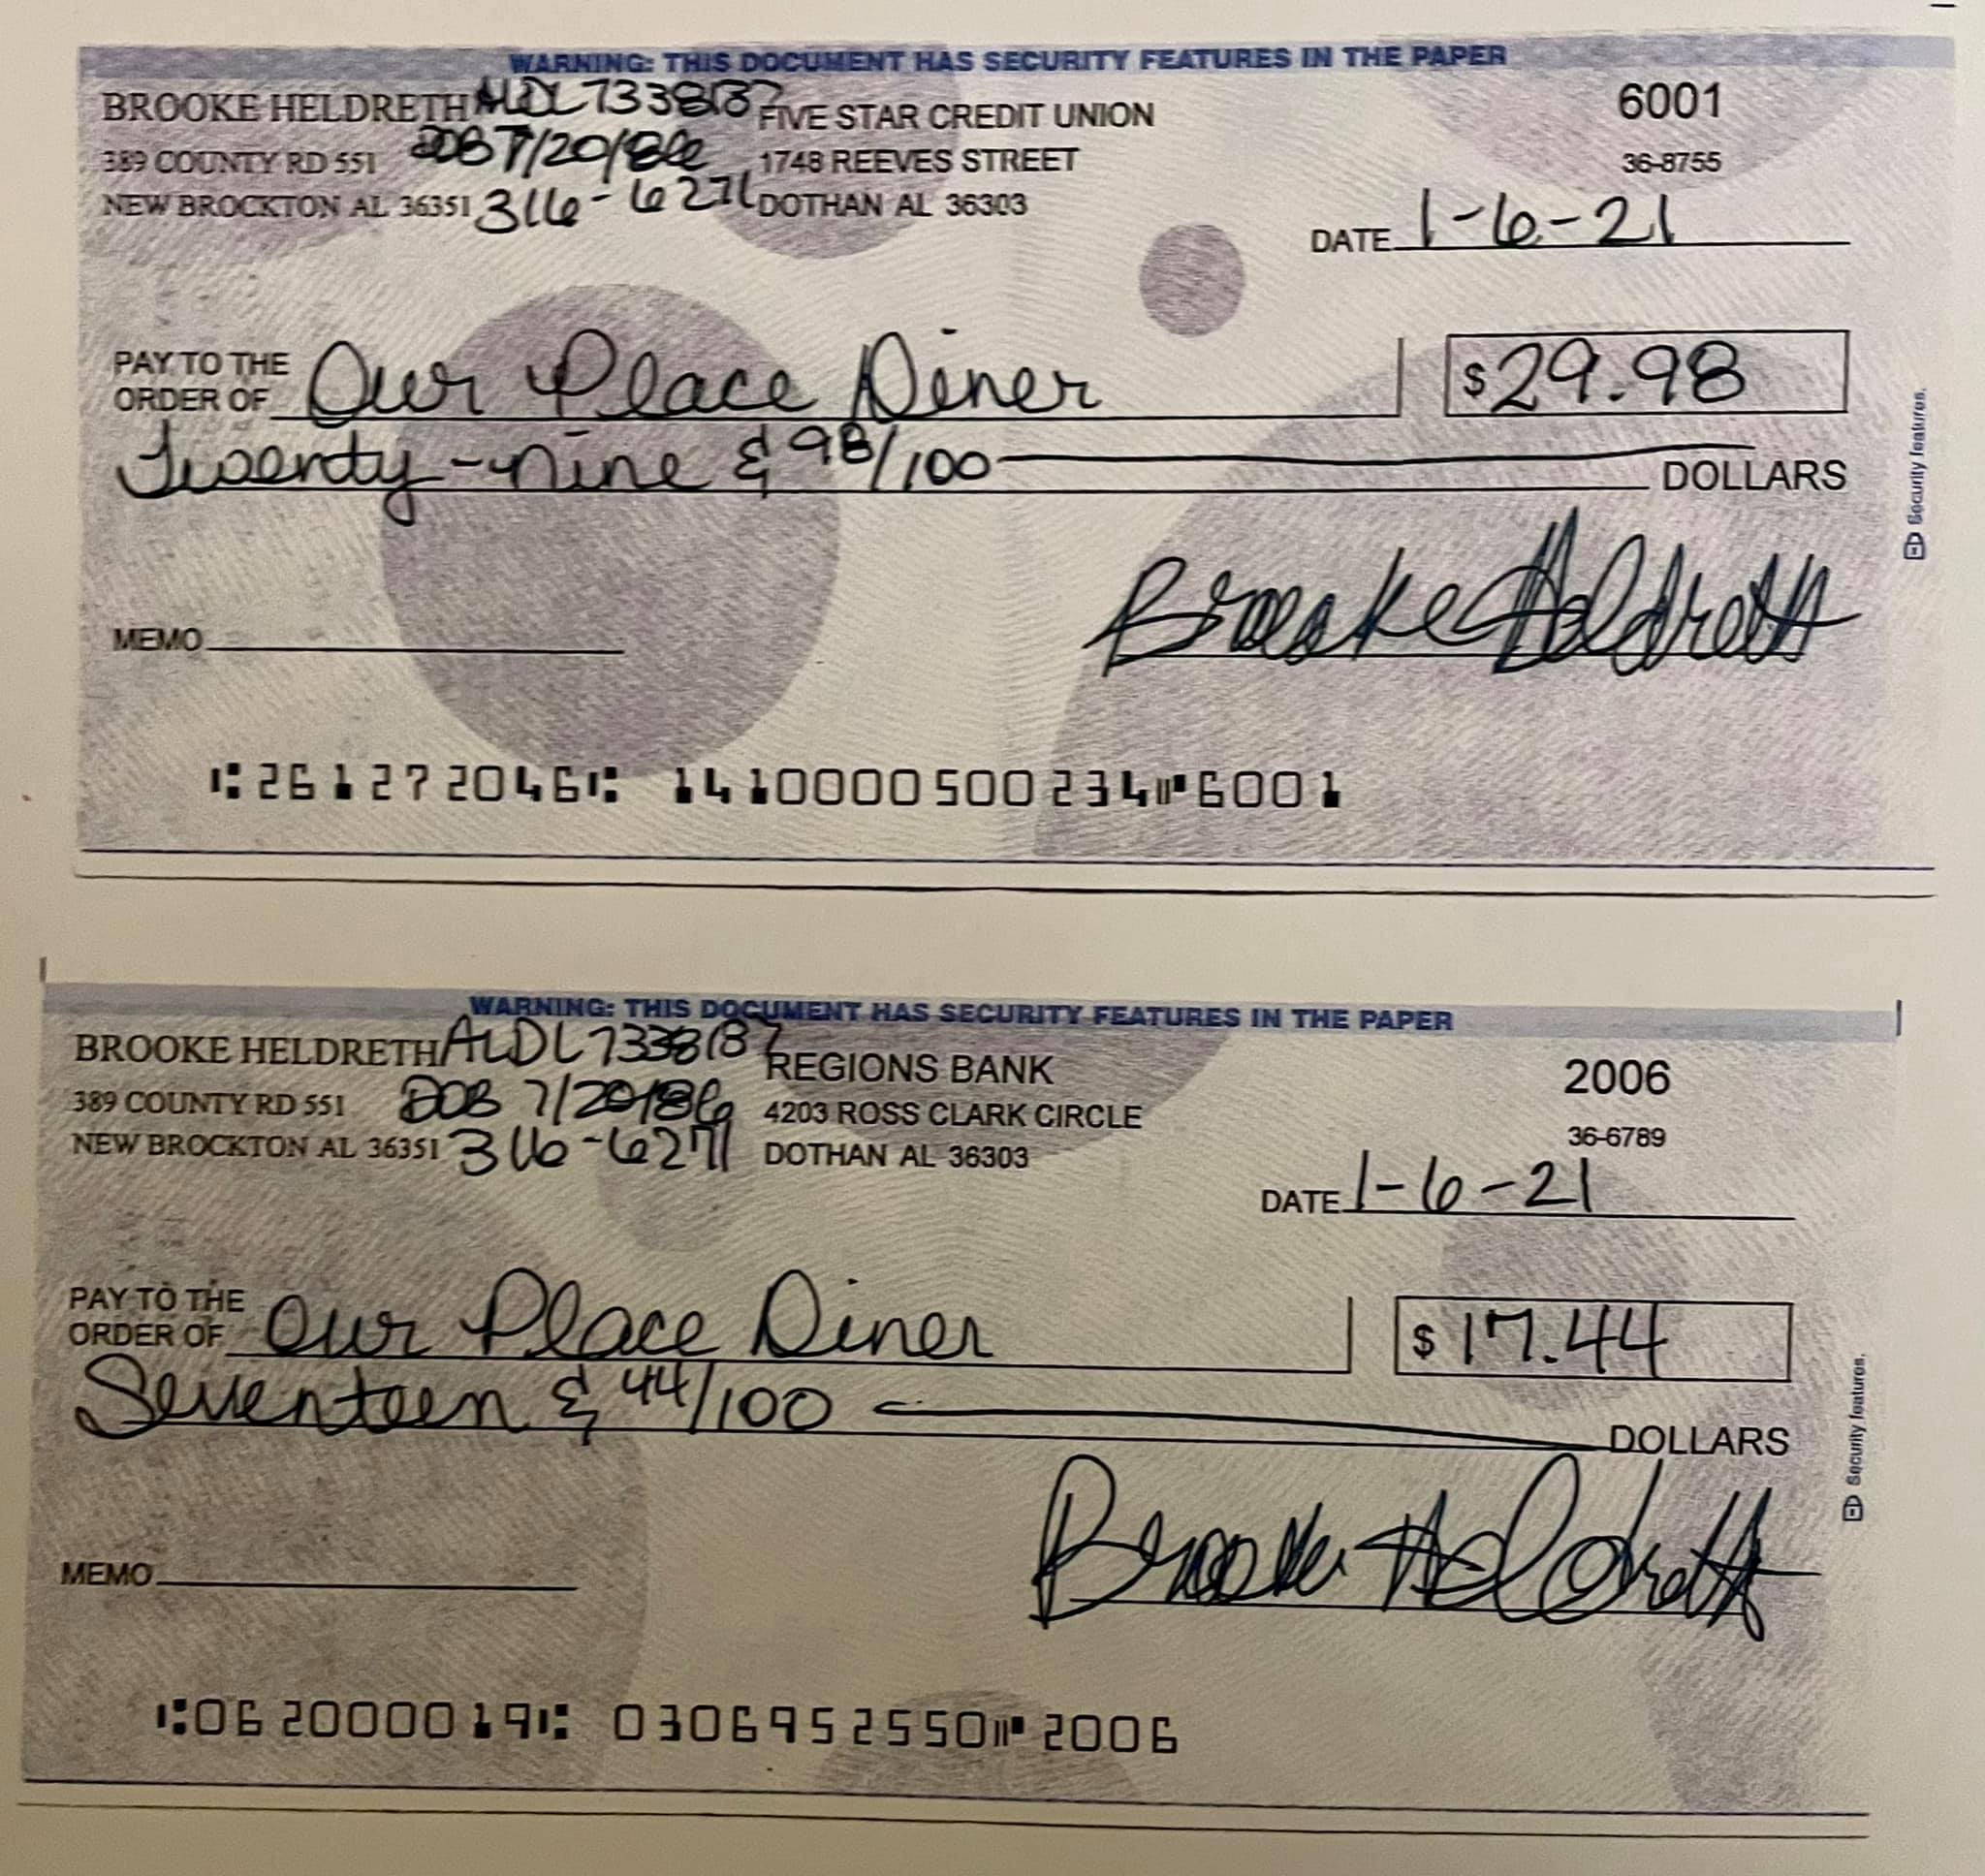 WARNING: THIS DOCUMENT HAS SECURITY FEATURES IN THE PAPER
BROOKE HELDRETH ALDL 7338187 FIVE STAR CREDIT UNION 6001
389 COUNTY RD 551 DOB 7/20/86 1748 REEVES STREET 36-8755
NEW BROCKTON AL 36351 316-6271 DOTHAN AL 36303
DATE 1-6-21
PAY TO THE
ORDER OF Our Place Diner $29.98
Twenty-nine & 98/100 DOLLARS
Security features.
Brooke Heldreth
MEMO
⑆261272046⑆ 1410000500234⑈6001
WARNING: THIS DOCUMENT HAS SECURITY FEATURES IN THE PAPER
BROOKE HELDRETH ALDL 7338187 REGIONS BANK 2006
389 COUNTY RD 551 DOB 7/20/86 4203 ROSS CLARK CIRCLE 36-6789
NEW BROCKTON AL 36351 316-6271 DOTHAN AL 36303
DATE 1-6-21
PAY TO THE
ORDER OF Our Place Diner $17.44
Seventeen & 44/100 DOLLARS
Security features.
Brooke Heldreth
MEMO
⑆062000019⑆ 0306952550⑈2006